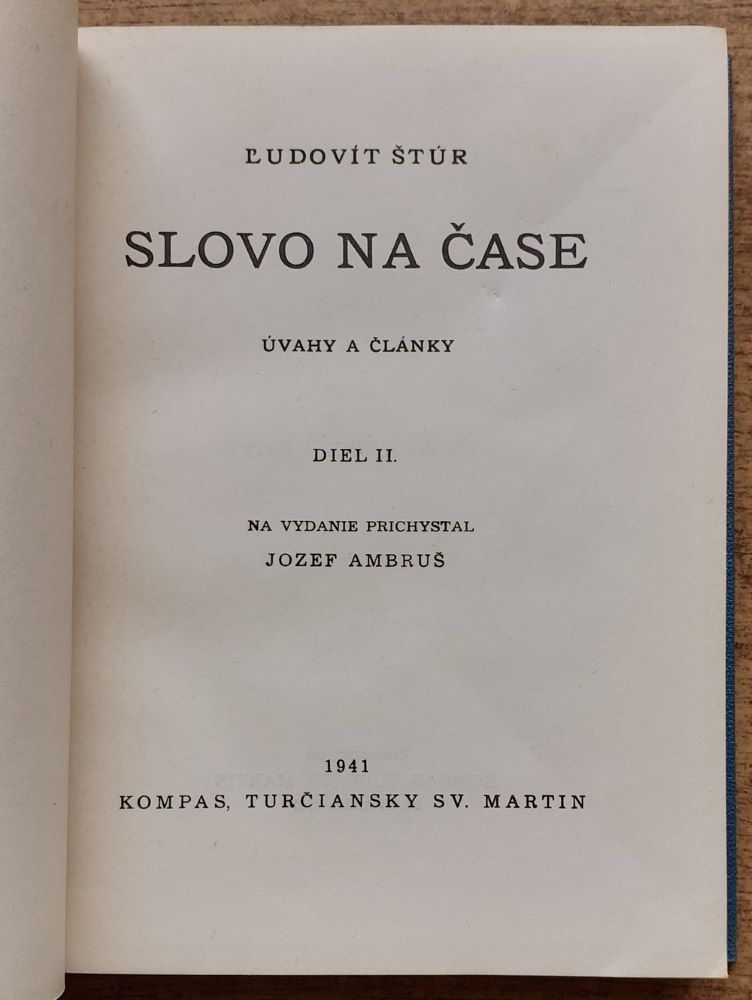 ĽUDOVÍT ŠTÚR
SLOVO NA ČASE
ÚVAHY A ČLÁNKY
DIEL II.
NA VYDANIE PRICHYSTAL
JOZEF AMBRUŠ
1941
KOMPAS, TURČIANSKY SV. MARTIN